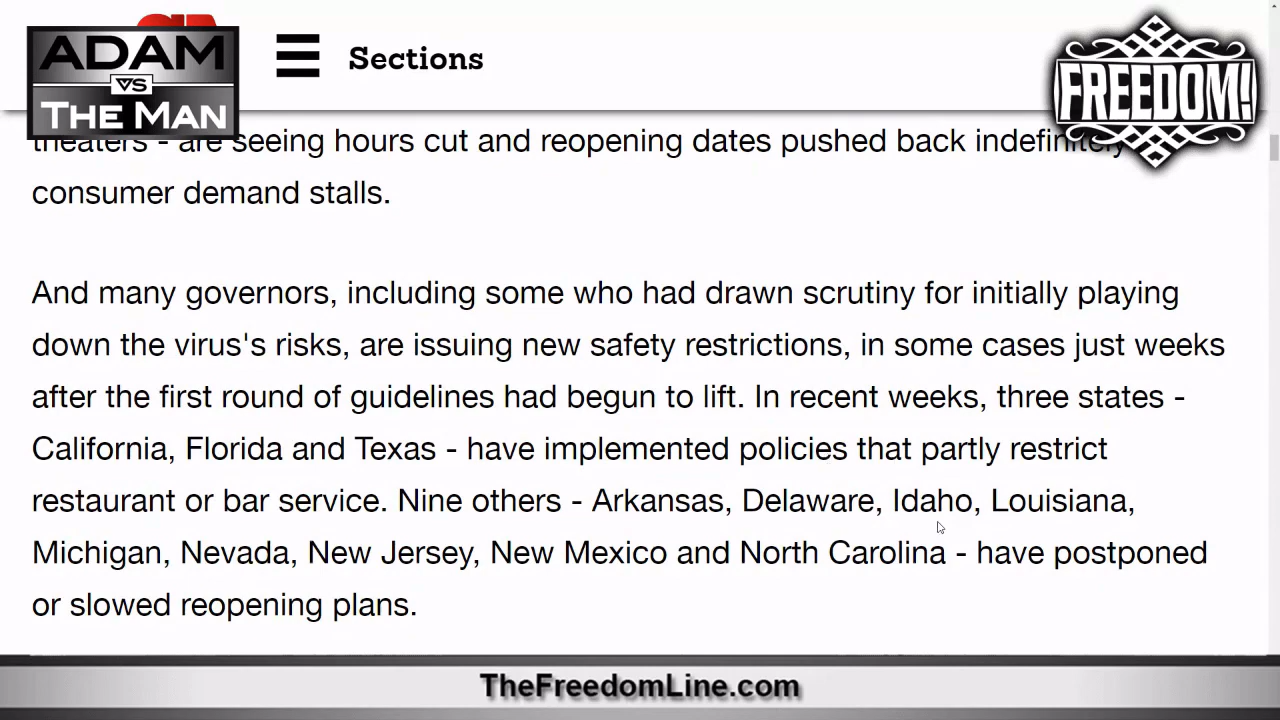 ADAM
VS
THE MAN
Sections
FREEDOM!
theaters - are seeing hours cut and reopening dates pushed back indefinitely
consumer demand stalls.
And many governors, including some who had drawn scrutiny for initially playing
down the virus's risks, are issuing new safety restrictions, in some cases just weeks
after the first round of guidelines had begun to lift. In recent weeks, three states -
California, Florida and Texas - have implemented policies that partly restrict
restaurant or bar service. Nine others - Arkansas, Delaware, Idaho, Louisiana,
Michigan, Nevada, New Jersey, New Mexico and North Carolina - have postponed
or slowed reopening plans.
TheFreedomLine.com